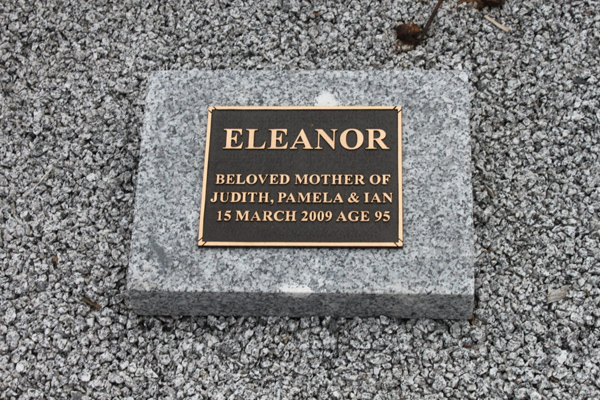 ELEANOR
BELOVED MOTHER OF
JUDITH, PAMELA & IAN
15 MARCH 2009 AGE 95